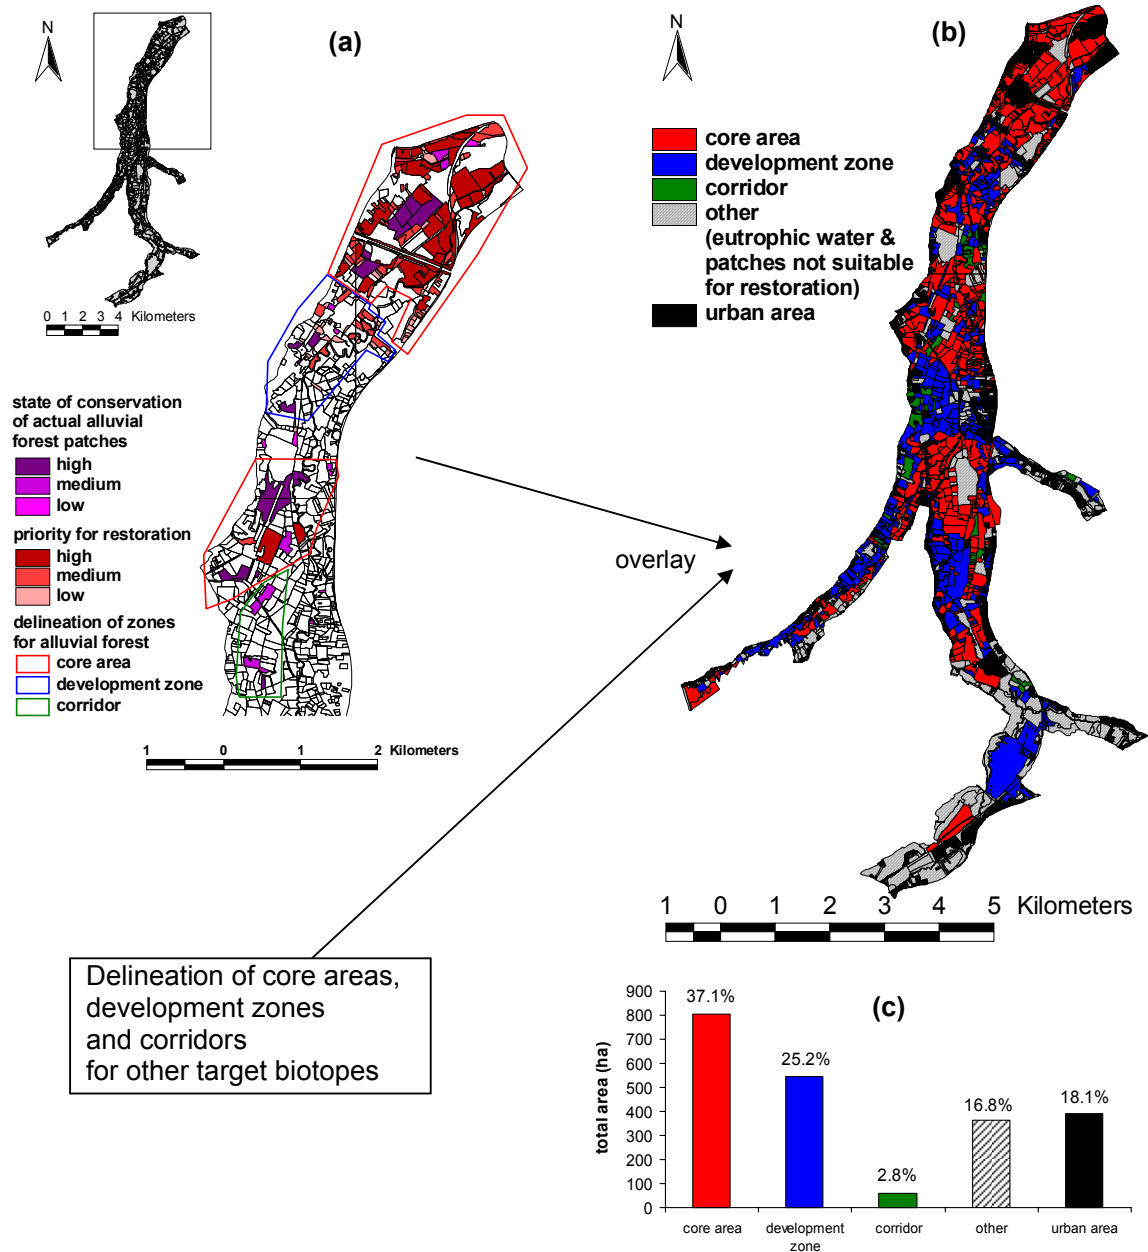 N
(a)
0 1 2 3 4 Kilometers
state of conservation
of actual alluvial
forest patches
high
medium
low
priority for restoration
high
medium
low
delineation of zones
for alluvial forest
core area
development zone
corridor
1 0 1 2 Kilometers
N
(b)
core area
development zone
corridor
other
(eutrophic water &
patches not suitable
for restoration)
urban area
overlay
1 0 1 2 3 4 5 Kilometers
Delineation of core areas,
development zones
and corridors
for other target biotopes
(c)
total area (ha)
900
800
700
600
500
400
300
200
100
0
37.1%
25.2%
2.8%
16.8%
18.1%
core area
development
zone
corridor
other
urban area